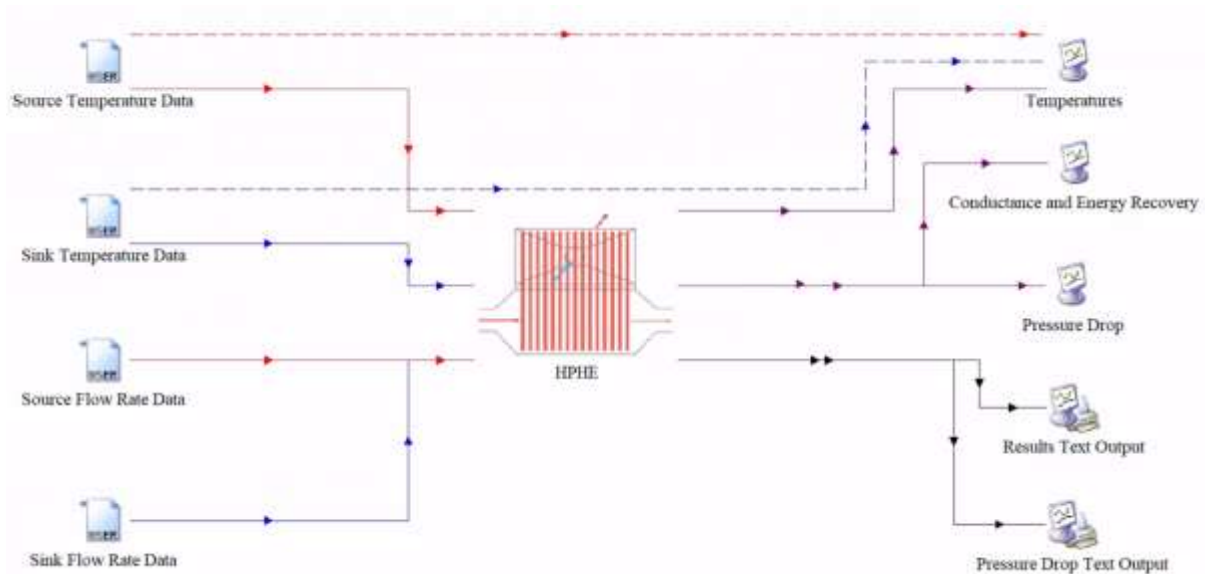 Source Temperature Data
Temperatures
Conductance and Energy Recovery
Sink Temperature Data
Pressure Drop
HPHE
Source Flow Rate Data
Results Text Output
Sink Flow Rate Data
Pressure Drop Text Output